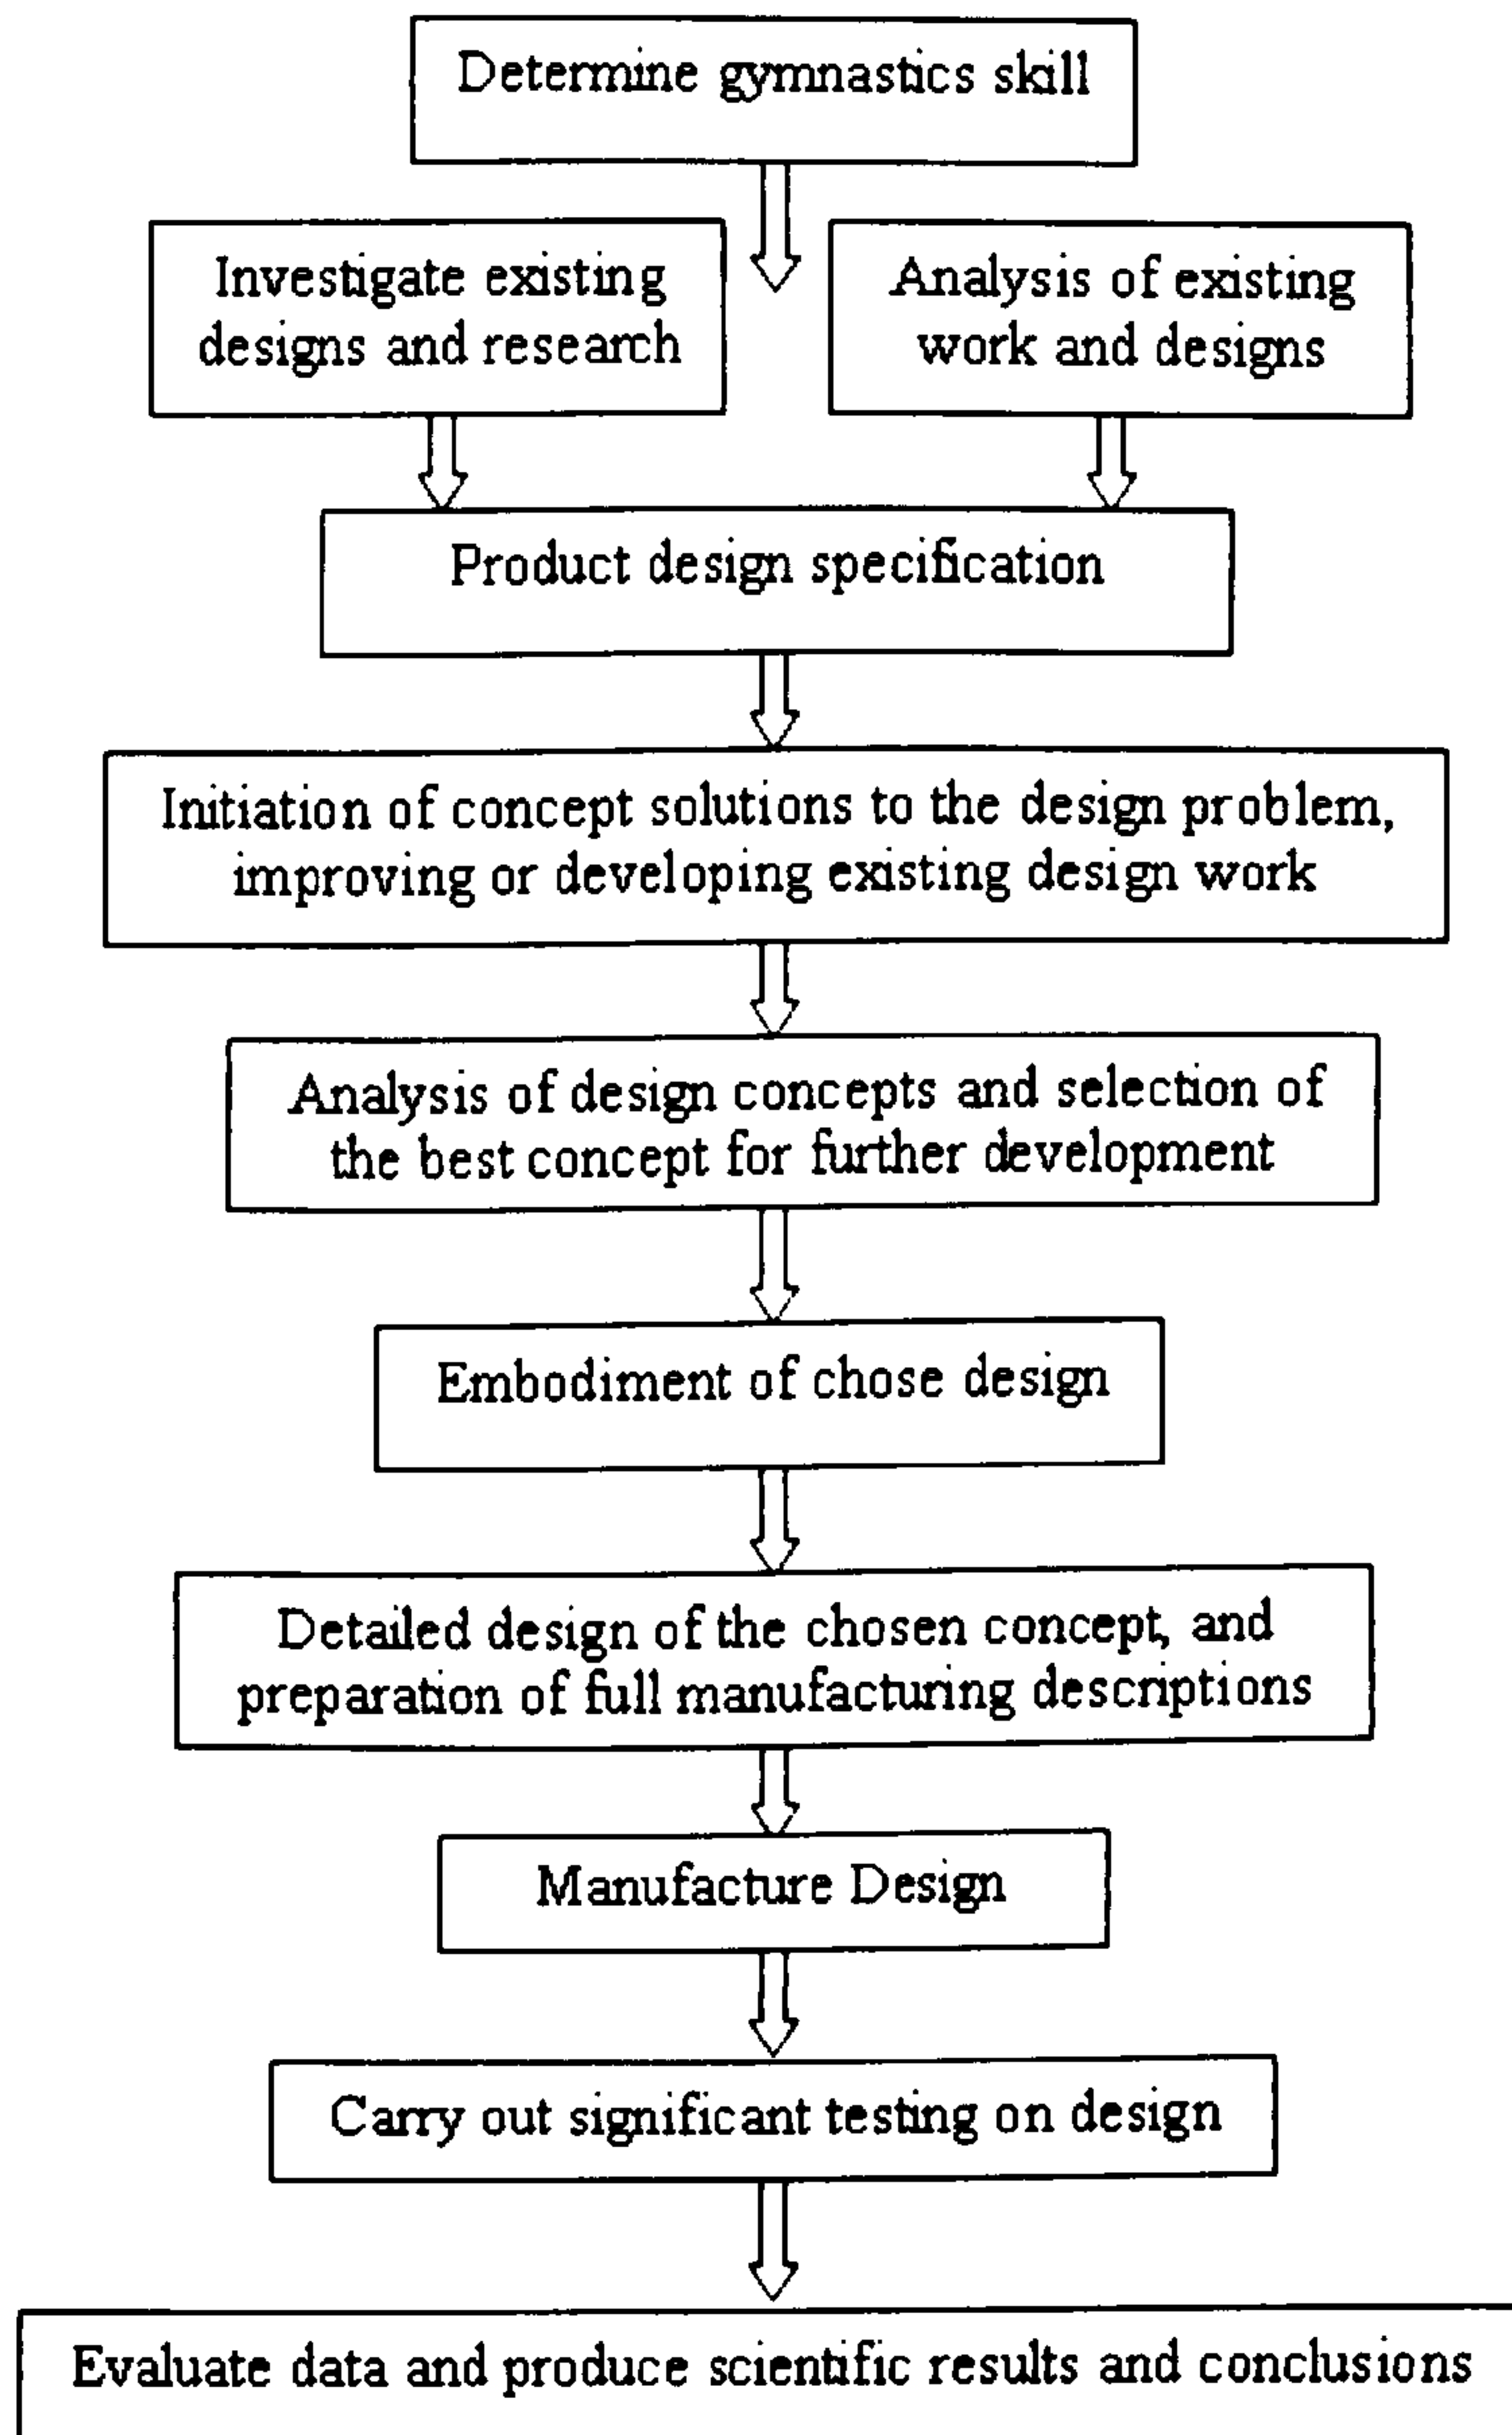 Determine gymnastics skill
Investigate existing
designs and research
Analysis of existing
work and designs
Product design specification
Initiation of concept solutions to the design problem,
improving or developing existing design work
Analysis of design concepts and selection of
the best concept for further development
Embodiment of chose design
Detailed design of the chosen concept, and
preparation of full manufacturing descriptions
Manufacture Design
Carry out significant testing on design
Evaluate data and produce scientific results and conclusions